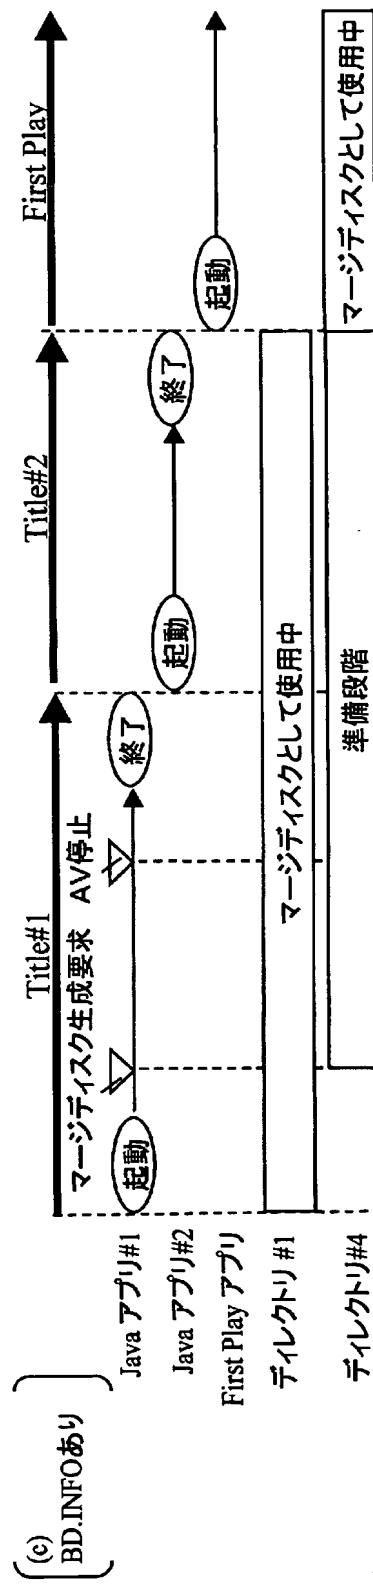 (c)
BD.INFOあり
Title#1
Title#2
First Play
マージディスク生成要求 AV停止
Java アプリ#1
起動
終了
Java アプリ#2
起動
終了
First Play アプリ
起動
ディレクトリ #1
マージディスクとして使用中
ディレクトリ#4
準備段階
マージディスクとして使用中